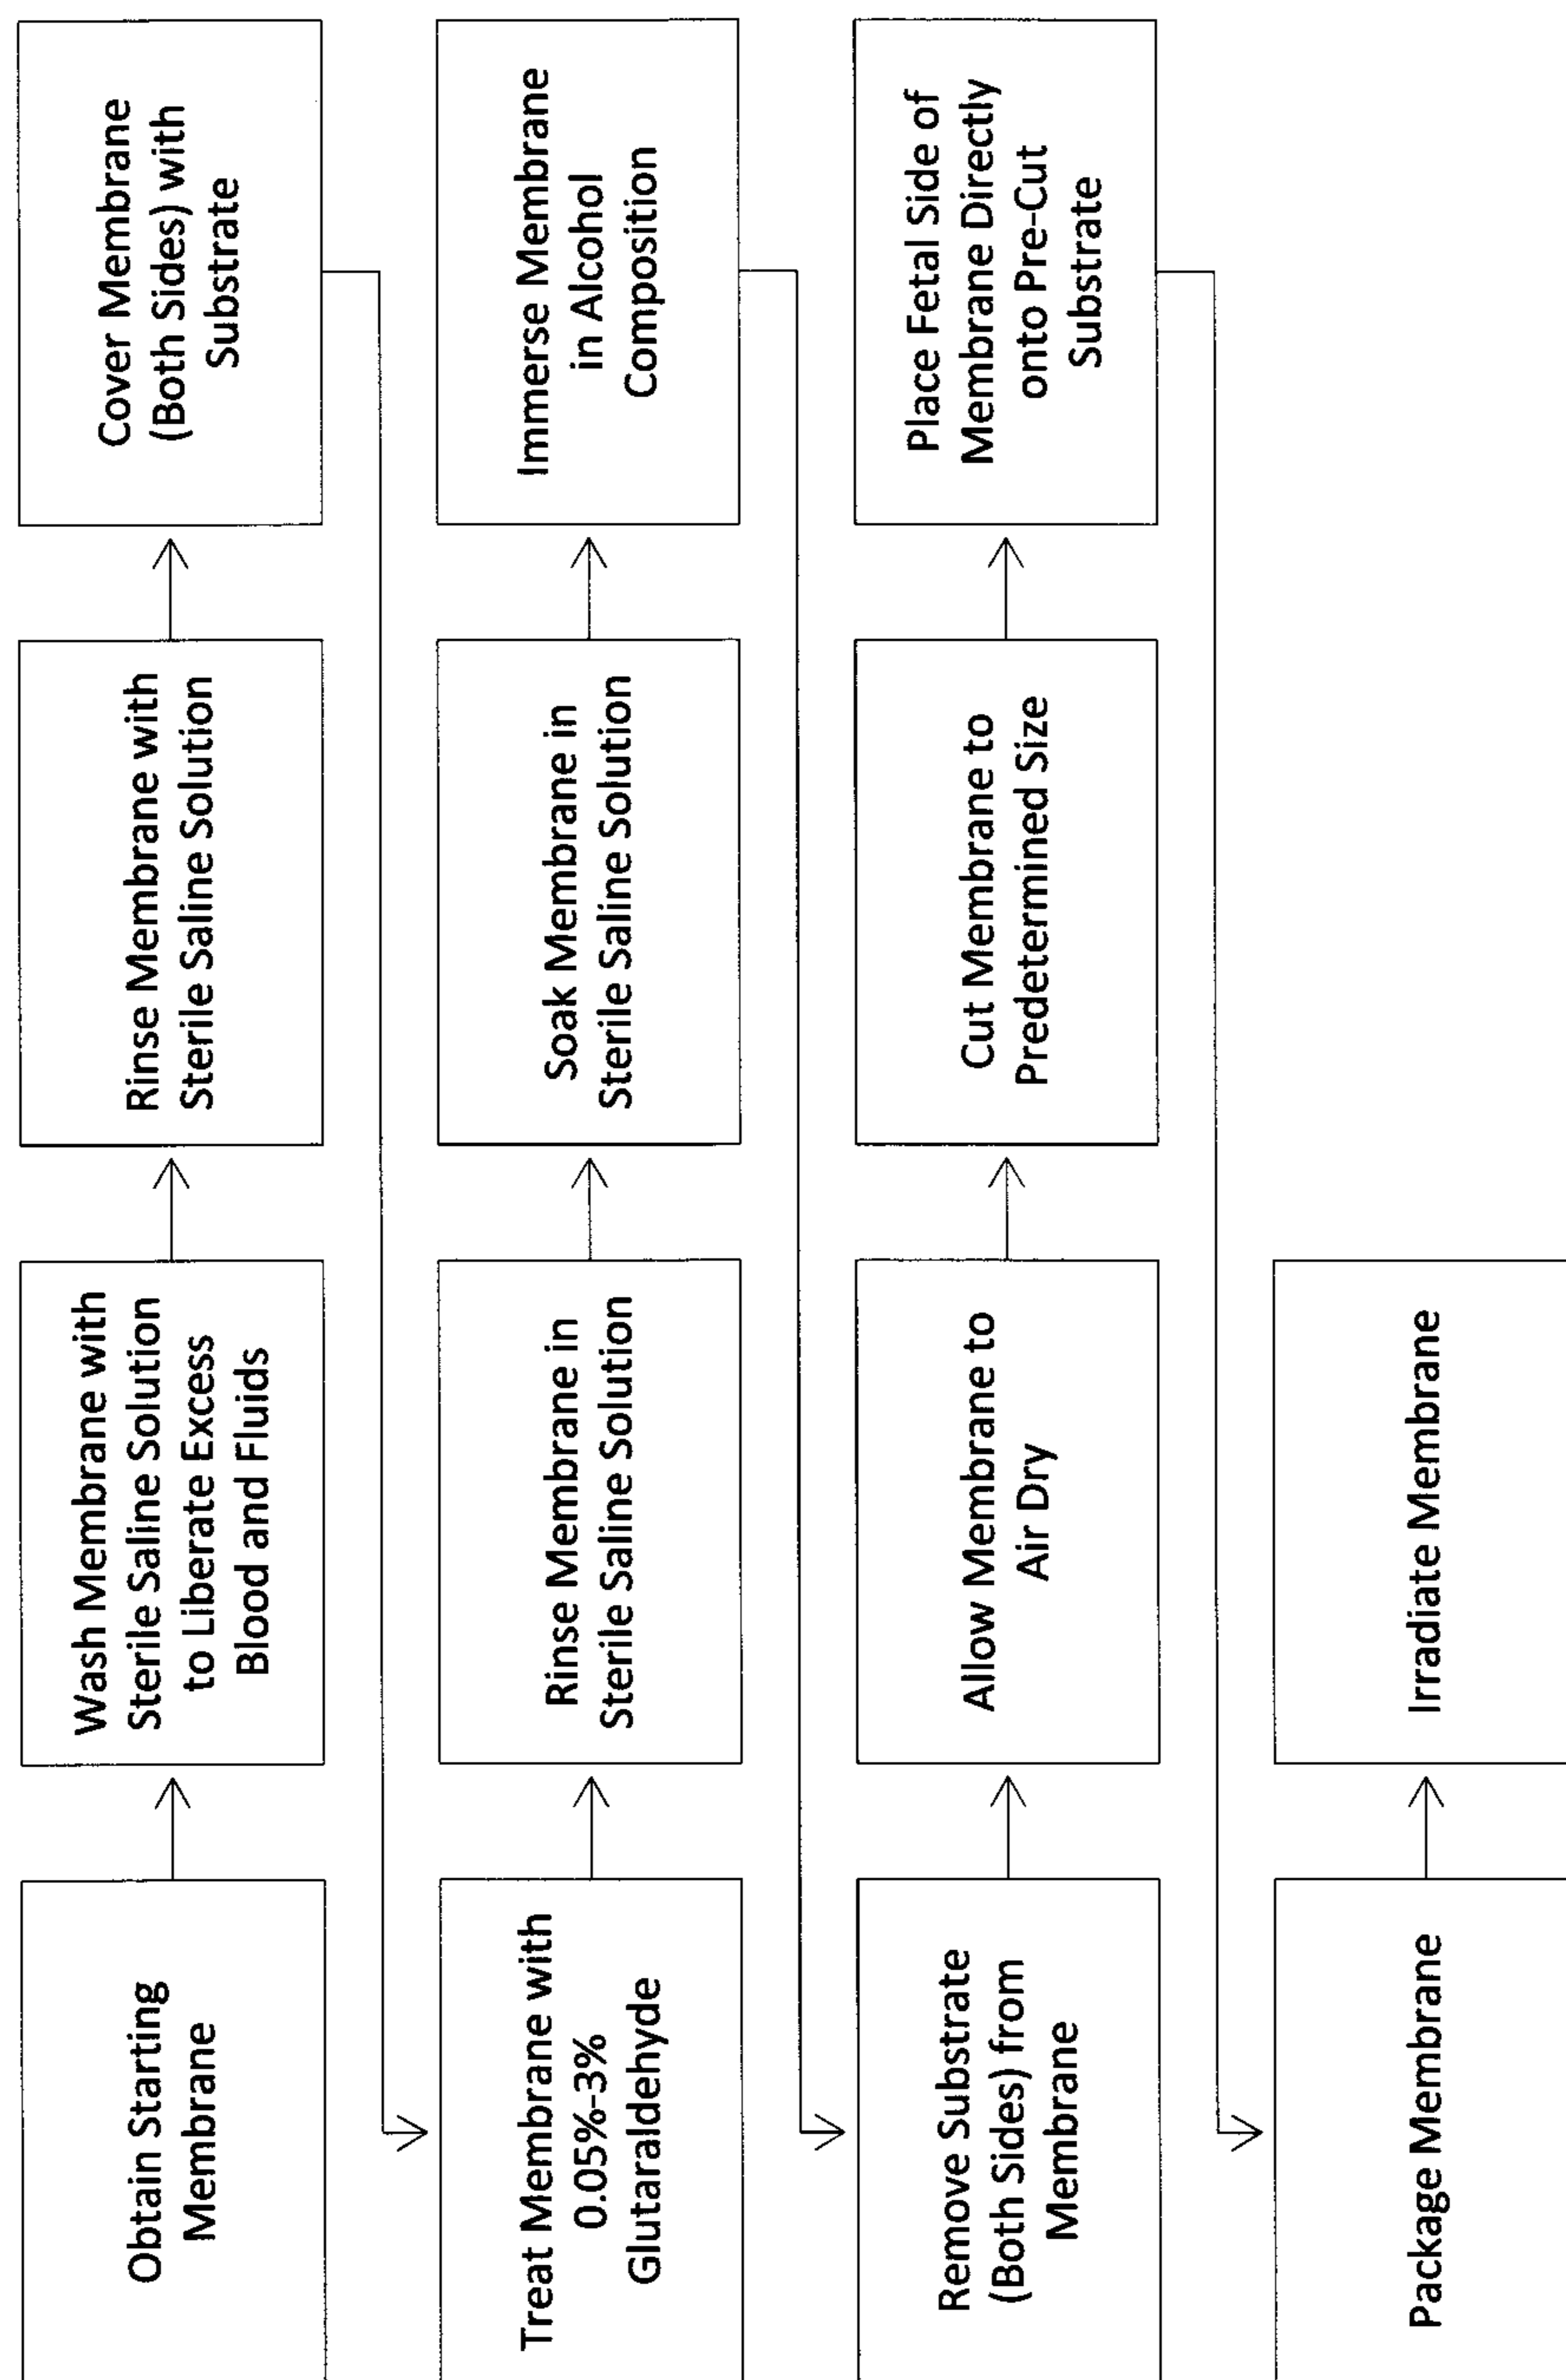 Obtain Starting
Membrane
Wash Membrane with
Sterile Saline Solution
to Liberate Excess
Blood and Fluids
Rinse Membrane with
Sterile Saline Solution
Cover Membrane
(Both Sides) with
Substrate
Treat Membrane with
0.05%-3%
Glutaraldehyde
Rinse Membrane in
Sterile Saline Solution
Soak Membrane in
Sterile Saline Solution
Immerse Membrane
in Alcohol
Composition
Remove Substrate
(Both Sides) from
Membrane
Allow Membrane to
Air Dry
Cut Membrane to
Predetermined Size
Place Fetal Side of
Membrane Directly
onto Pre-Cut
Substrate
Package Membrane
Irradiate Membrane